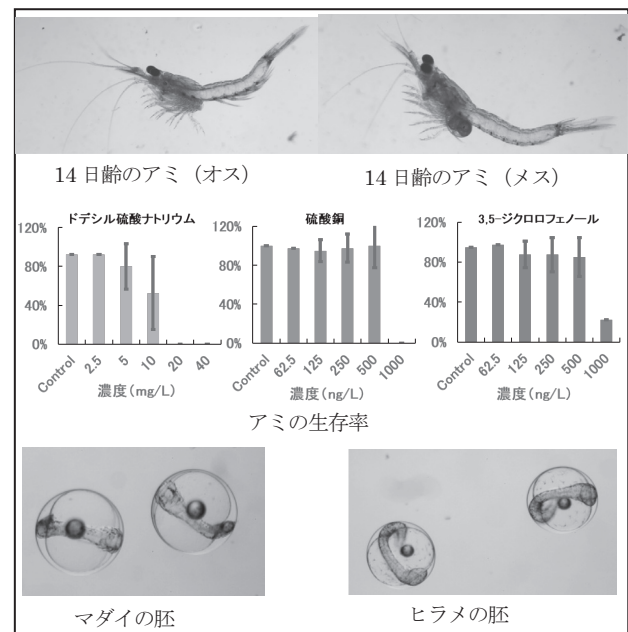 14日齢のアミ（オス）
14日齢のアミ（メス）
ドデシル硫酸ナトリウム
120%
80%
40%
0%
Control 2.5 5 10 20 40
濃度(mg/L)
硫酸銅
120%
80%
40%
0%
Control 62.5 125 250 500 1000
濃度(ng/L)
3,5-ジクロロフェノール
120%
80%
40%
0%
Control 62.5 125 250 500 1000
濃度(ng/L)
アミの生存率
マダイの胚
ヒラメの胚